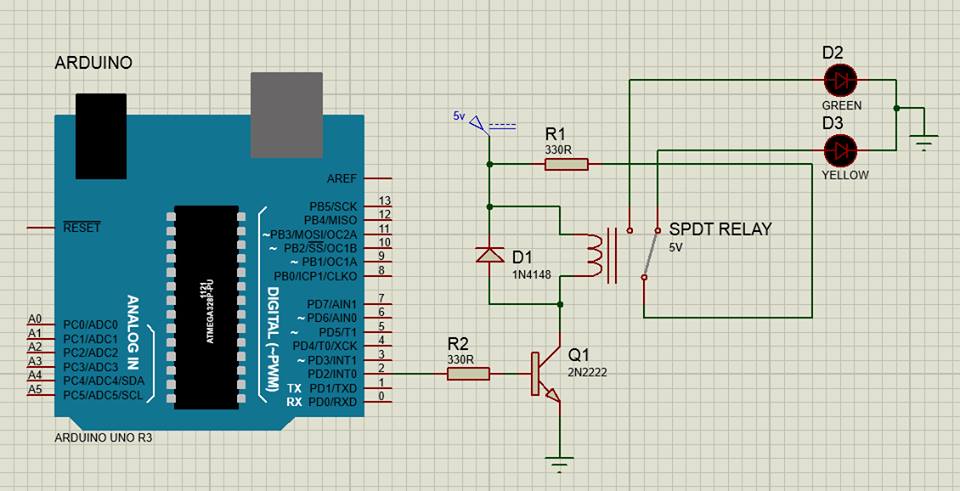 ARDUINO
D2
GREEN
D3
YELLOW
5v
R1
330R
AREF
RESET
13
PB5/SCK
12
PB4/MISO
11
~PB3/MOSI/OC2A
10
~ PB2/SS/OC1B
9
~ PB1/OC1A
8
PB0/ICP1/CLKO
SPDT RELAY
5V
D1
1N4148
1121
ATMEGA328P-PU
ANALOG IN
DIGITAL (~PWM)
7
PD7/AIN1
6
~ PD6/AIN0
5
~ PD5/T1
4
PD4/T0/XCK
3
~ PD3/INT1
2
PD2/INT0
1
TX PD1/TXD
0
RX PD0/RXD
A0 PC0/ADC0
A1 PC1/ADC1
A2 PC2/ADC2
A3 PC3/ADC3
A4 PC4/ADC4/SDA
A5 PC5/ADC5/SCL
R2
330R
Q1
2N2222
ARDUINO UNO R3